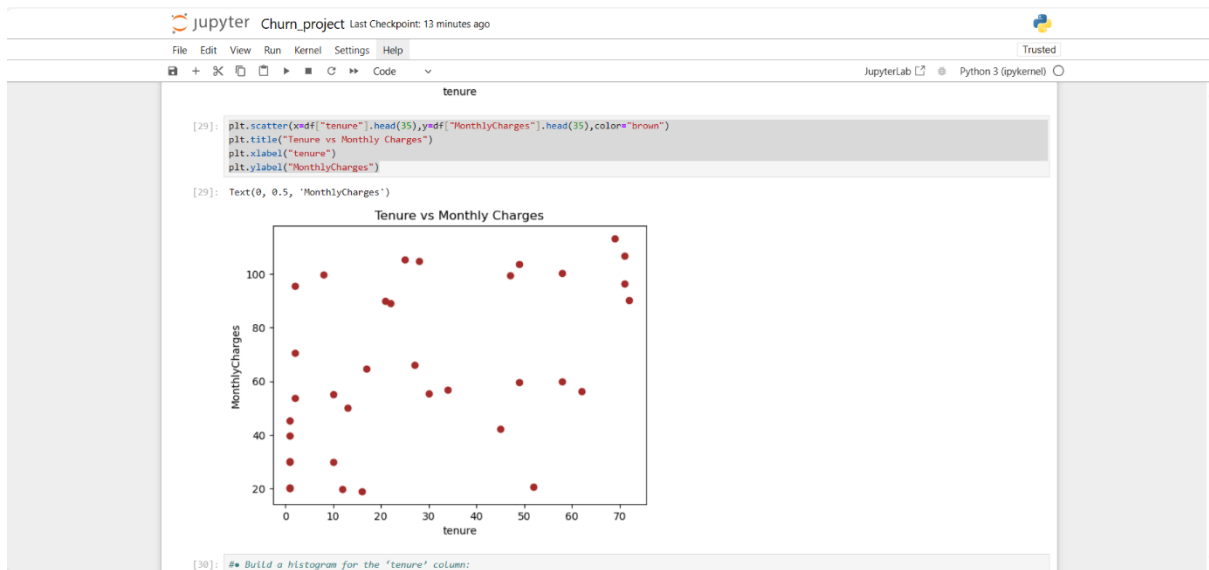 jupyter Churn_project Last Checkpoint: 13 minutes ago
File Edit View Run Kernel Settings Help Trusted
Code JupyterLab Python 3 (ipykernel)
tenure
[29]: plt.scatter(x=df["tenure"].head(35),y=df["MonthlyCharges"].head(35),color="brown")
plt.title("Tenure vs Monthly Charges")
plt.xlabel("tenure")
plt.ylabel("MonthlyCharges")
[29]: Text(0, 0.5, 'MonthlyCharges')
Tenure vs Monthly Charges
MonthlyCharges
100
80
60
40
20
0 10 20 30 40 50 60 70
tenure
[30]: #• Build a histogram for the ‘tenure’ column: